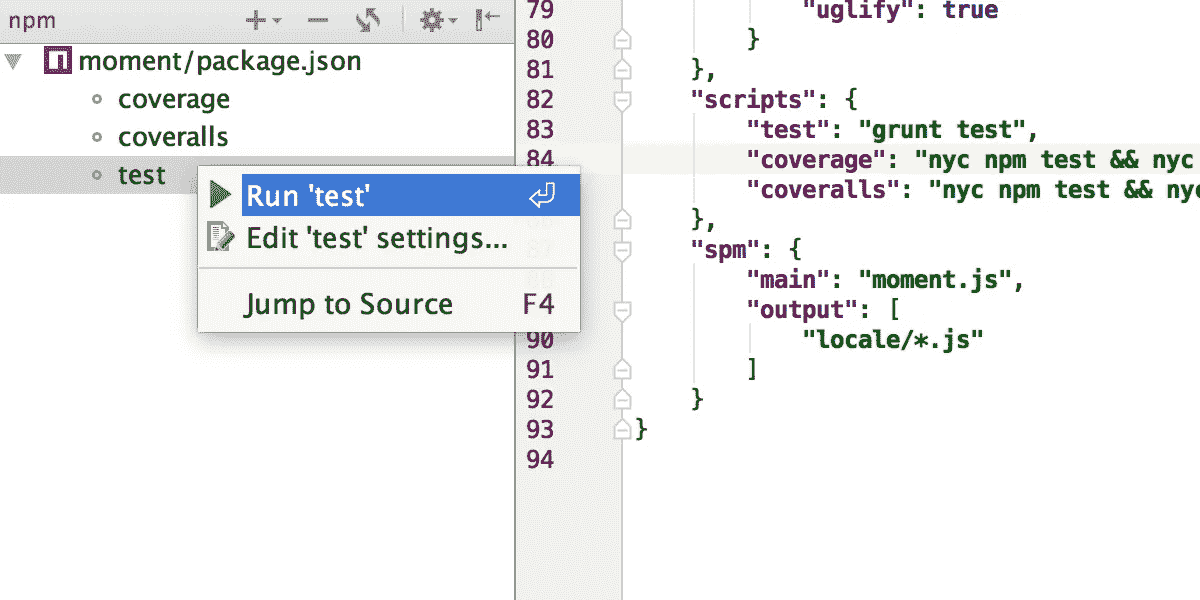 npm
moment/package.json
coverage
coveralls
test
Run 'test'
Edit 'test' settings...
Jump to Source F4
79 "uglify": true
80 }
81 },
82 "scripts": {
83 "test": "grunt test",
84 "coverage": "nyc npm test && nyc
"coveralls": "nyc npm test && nyc
},
"spm": {
"main": "moment.js",
"output": [
90 "locale/*.js"
91 ]
92 }
93 }
94